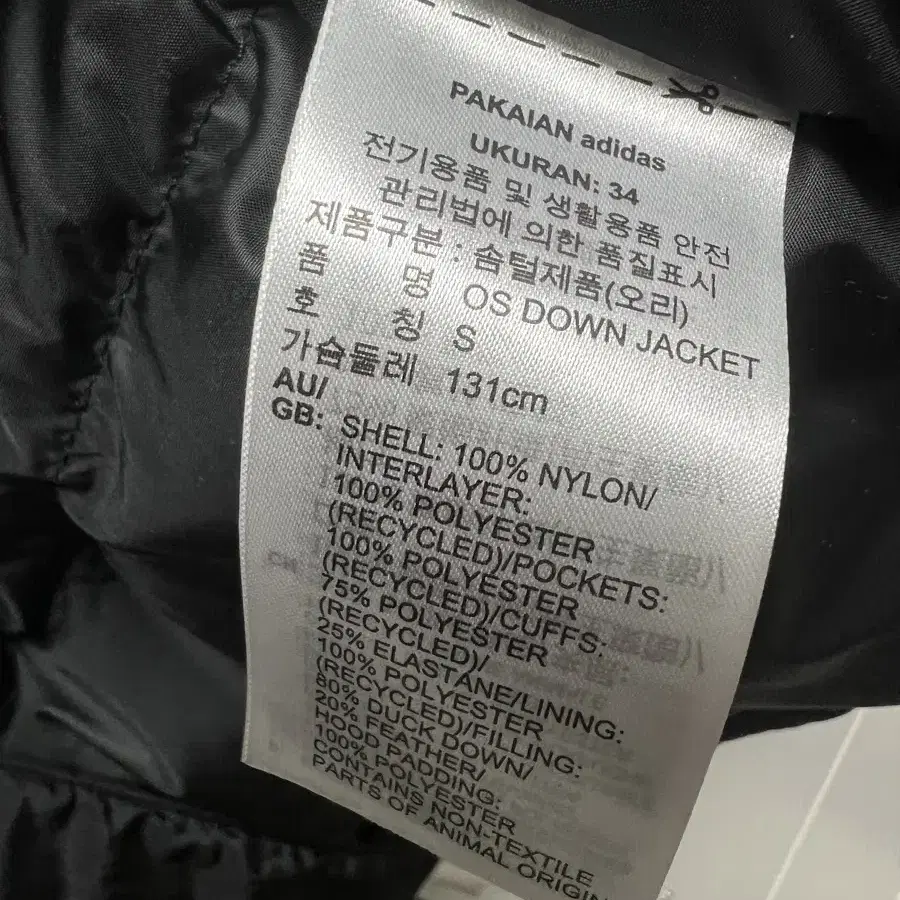 PAKAIAN adidas
UKURAN: 34
전기용품 및 생활용품 안전
관리법에 의한 품질표시
제품구분 : 솜털제품(오리)
품 명 OS DOWN JACKET
호 칭 S
가슴둘레 131cm
AU/
GB: SHELL: 100% NYLON/
INTERLAYER:
100% POLYESTER
(RECYCLED)/POCKETS:
100% POLYESTER
(RECYCLED)/CUFFS:
75% POLYESTER
(RECYCLED)/
25% ELASTANE/LINING:
100% POLYESTER
(RECYCLED)/FILLING:
80% DUCK DOWN/
20% FEATHER/
HOOD PADDING:
100% POLYESTER
CONTAINS NON-TEXTILE
PARTS OF ANIMAL ORIGIN